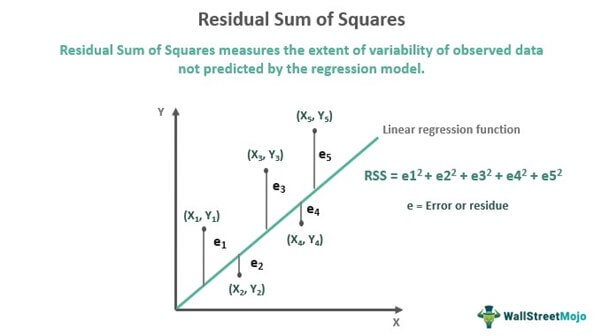 Residual Sum of Squares
Residual Sum of Squares measures the extent of variability of observed data
not predicted by the regression model.
Y
(X₅, Y₅)
Linear regression function
(X₃, Y₃)
e₅
RSS = e1² + e2² + e3² + e4² + e5²
e₃
e = Error or residue
(X₁, Y₁)
e₄
e₁
(X₄, Y₄)
e₂
(X₂, Y₂)
X
WallStreetMojo